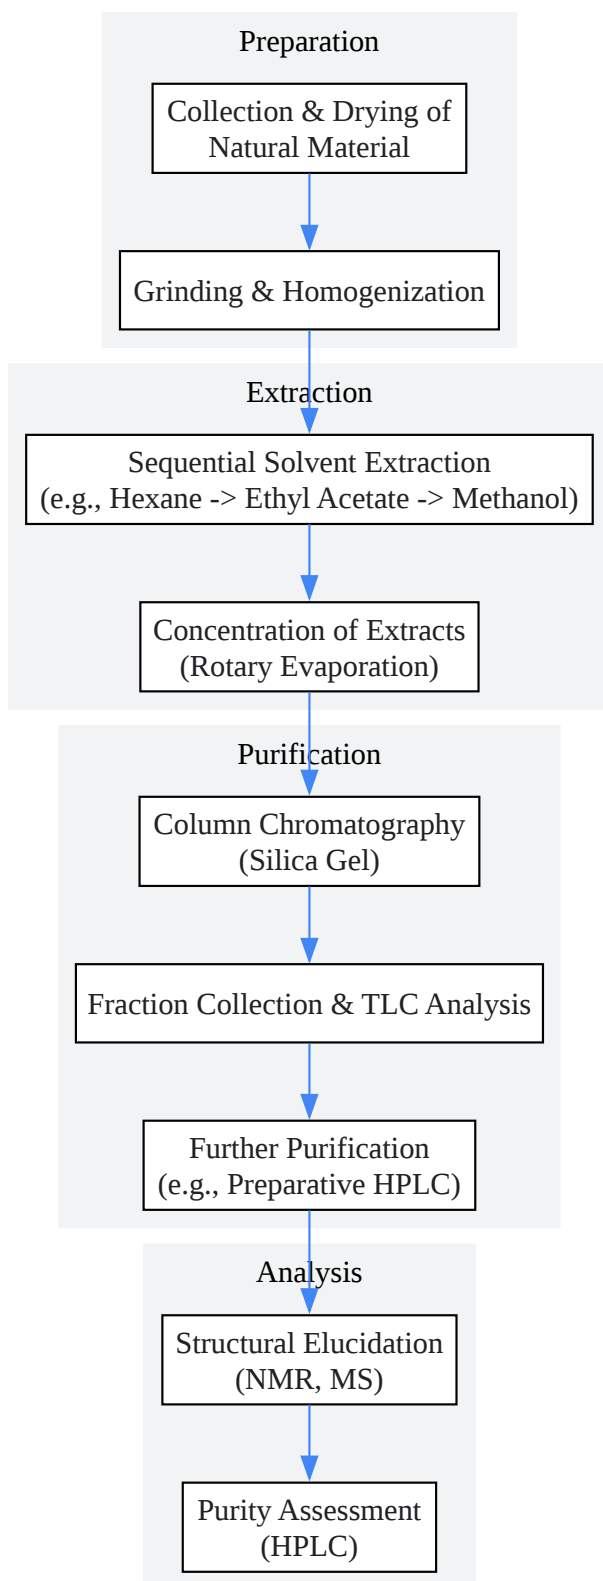 Preparation
Collection & Drying of
Natural Material
Grinding & Homogenization
Extraction
Sequential Solvent Extraction
(e.g., Hexane -> Ethyl Acetate -> Methanol)
Concentration of Extracts
(Rotary Evaporation)
Purification
Column Chromatography
(Silica Gel)
Fraction Collection & TLC Analysis
Further Purification
(e.g., Preparative HPLC)
Analysis
Structural Elucidation
(NMR, MS)
Purity Assessment
(HPLC)